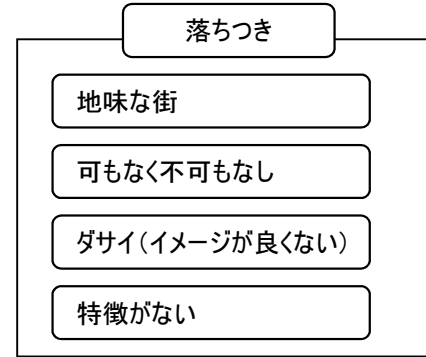 落ちつき
地味な街
可もなく不可もなし
ダサイ（イメージが良くない）
特徴がない